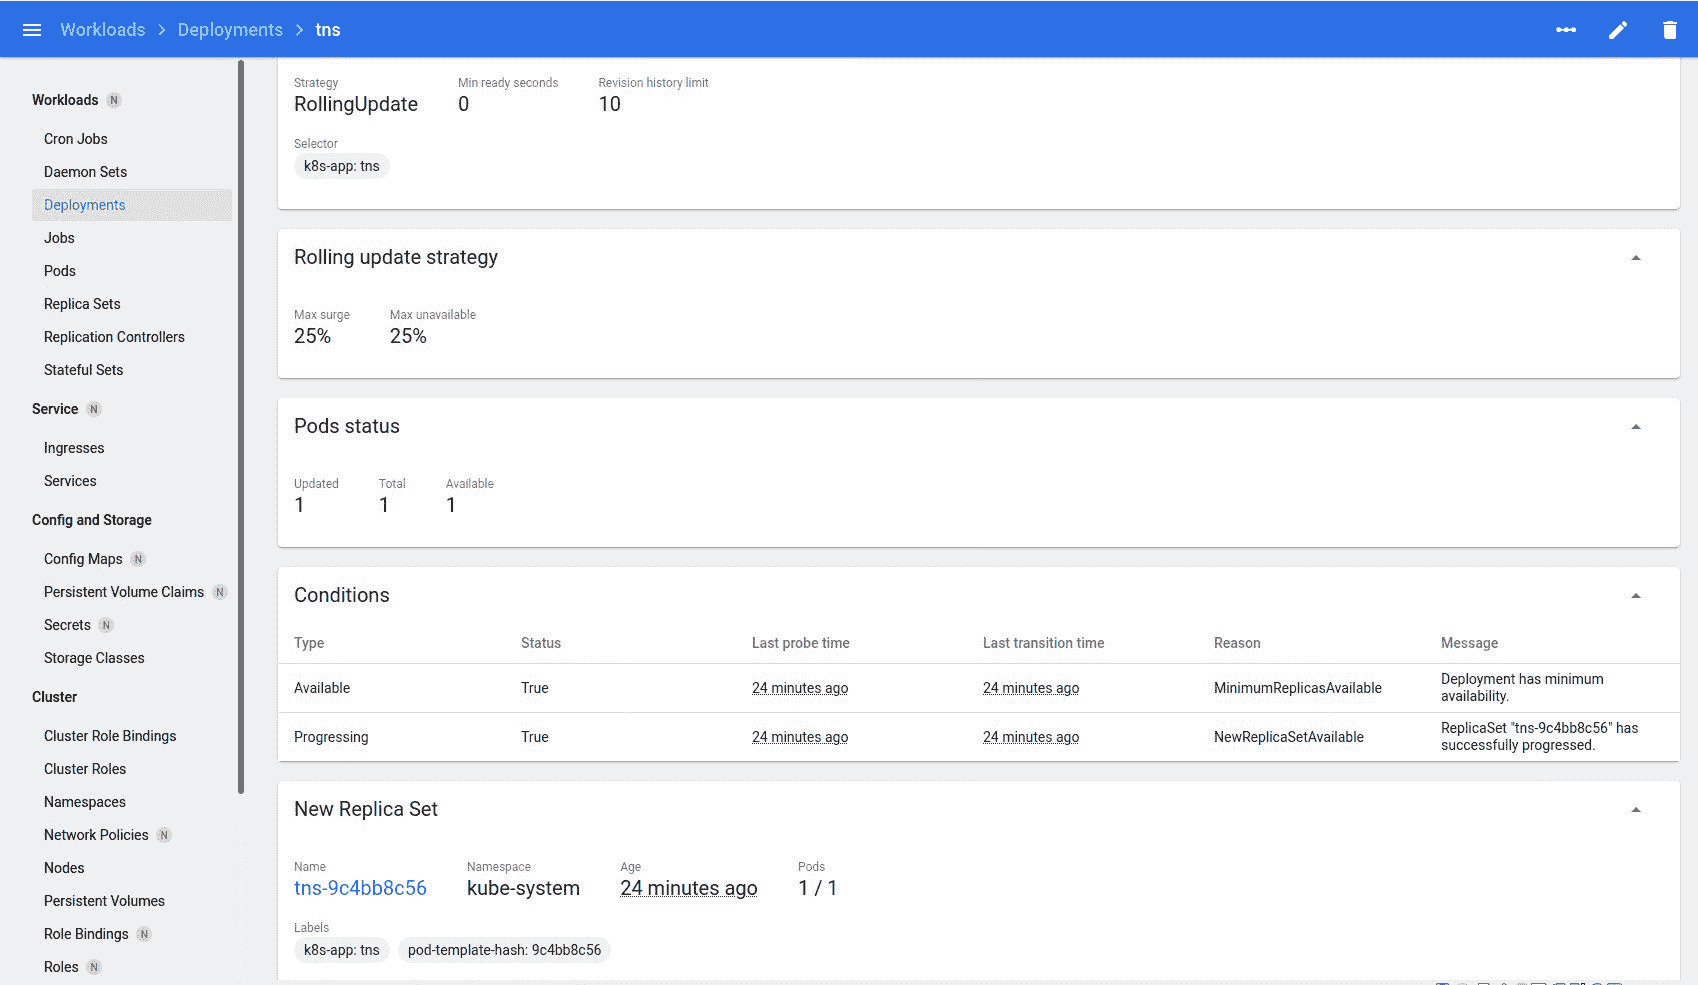 Workloads > Deployments > tns
Workloads N
Cron Jobs
Daemon Sets
Deployments
Jobs
Pods
Replica Sets
Replication Controllers
Stateful Sets
Service N
Ingresses
Services
Config and Storage
Config Maps N
Persistent Volume Claims N
Secrets N
Storage Classes
Cluster
Cluster Role Bindings
Cluster Roles
Namespaces
Network Policies N
Nodes
Persistent Volumes
Role Bindings N
Roles N
Strategy Min ready seconds Revision history limit
RollingUpdate 0 10
Selector
k8s-app: tns
Rolling update strategy
Max surge Max unavailable
25% 25%
Pods status
Updated Total Available
1 1 1
Conditions
Type Status Last probe time Last transition time Reason Message
Available True 24 minutes ago 24 minutes ago MinimumReplicasAvailable Deployment has minimum
availability.
Progressing True 24 minutes ago 24 minutes ago NewReplicaSetAvailable ReplicaSet "tns-9c4bb8c56" has
successfully progressed.
New Replica Set
Name Namespace Age Pods
tns-9c4bb8c56 kube-system 24 minutes ago 1 / 1
Labels
k8s-app: tns pod-template-hash: 9c4bb8c56